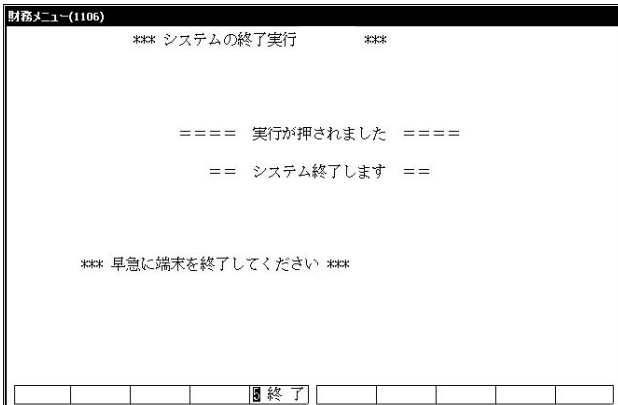 財務メニュー(1106)
*** システムの終了実行 ***
==== 実行が押されました ====
== システム終了します ==
*** 早急に端末を終了してください ***
5 終 了